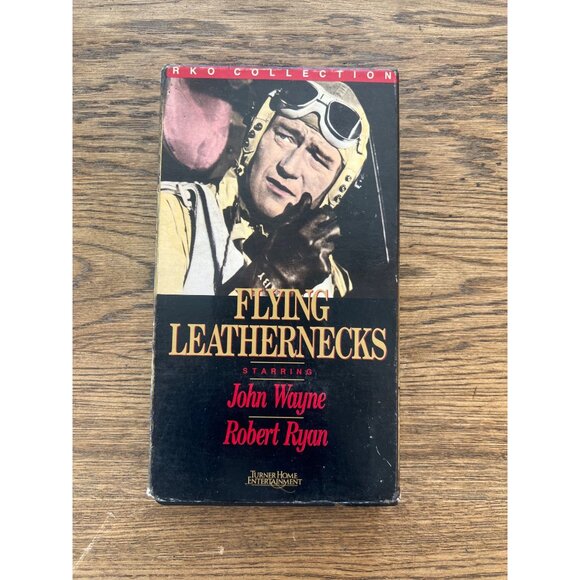 RKO COLLECTION
FLYING
LEATHERNECKS
STARRING
John Wayne
Robert Ryan
TURNER HOME
ENTERTAINMENT